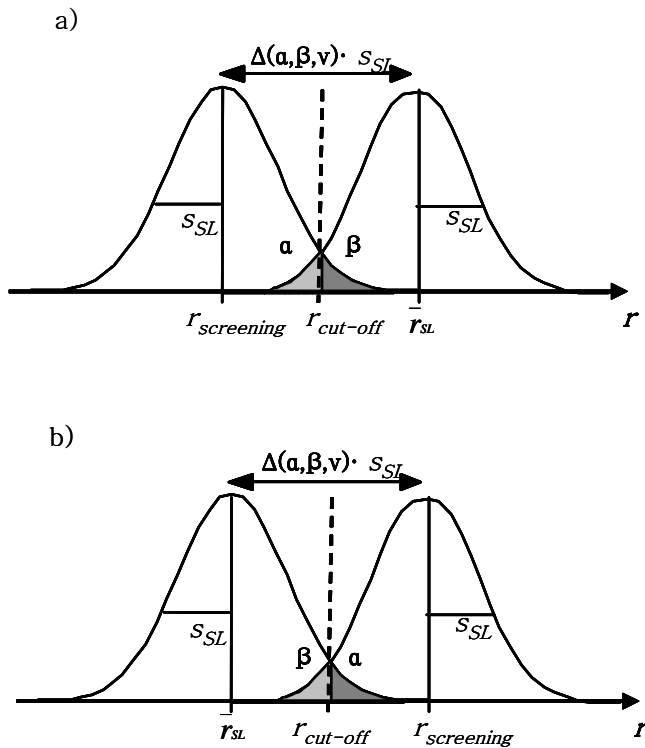 a)
Δ(α,β,ν)· s_SL
s_SL s_SL
α β
r_screening r_cut-off r̄_SL r
b)
Δ(α,β,ν)· s_SL
s_SL s_SL
β α
r̄_SL r_cut-off r_screening r